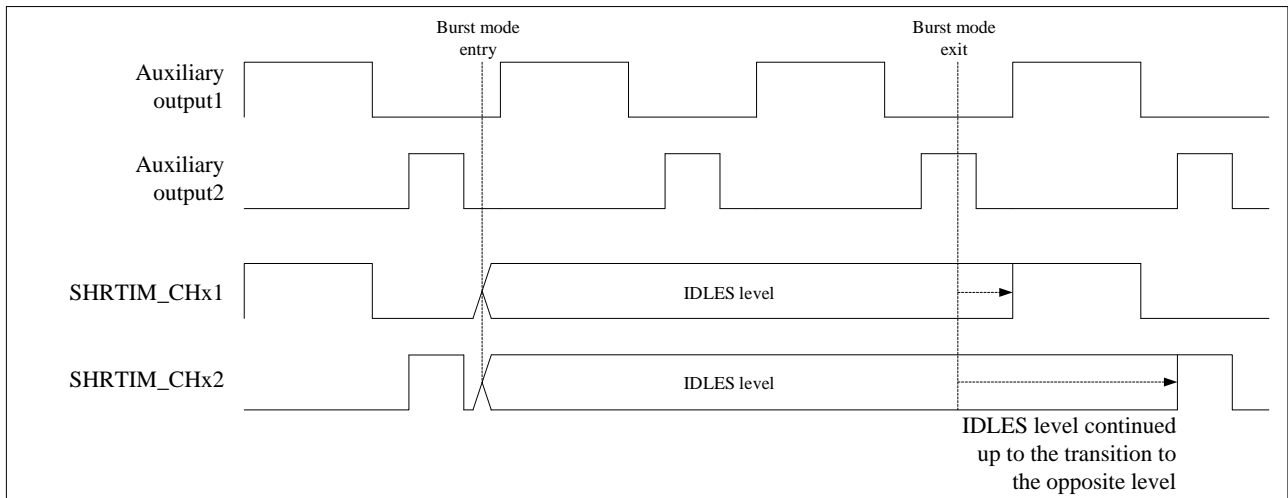 Burst mode
entry
Burst mode
exit
Auxiliary
output1
Auxiliary
output2
SHRTIM_CHx1
IDLES level
SHRTIM_CHx2
IDLES level
IDLES level continued
up to the transition to
the opposite level